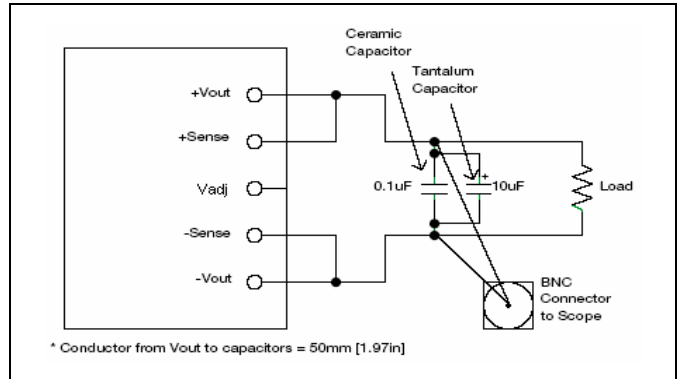 Ceramic
Capacitor
Tantalum
Capacitor
+Vout
+Sense
Vadj
-Sense
-Vout
0.1uF
+
10uF
Load
BNC
Connector
to Scope
* Conductor from Vout to capacitors = 50mm [1.97in]